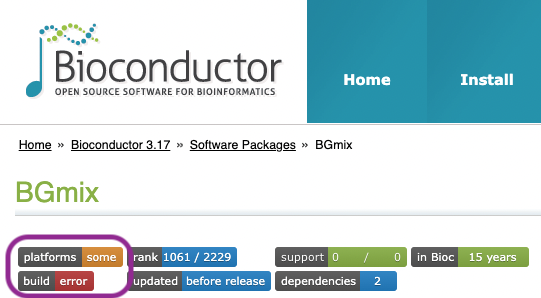 Bioconductor
OPEN SOURCE SOFTWARE FOR BIOINFORMATICS
Home Install
Home » Bioconductor 3.17 » Software Packages » BGmix
BGmix
platforms some rank 1061 / 2229 support 0 / 0 in Bioc 15 years
build error updated before release dependencies 2